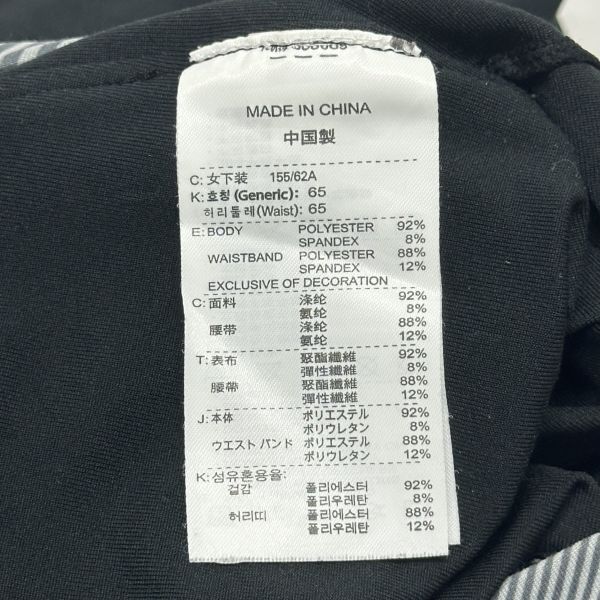 MADE IN CHINA
中国製
C: 女下装 155/62A
K: 호칭 (Generic): 65
허리둘레(Waist): 65
E: BODY POLYESTER 92%
SPANDEX 8%
WAISTBAND POLYESTER 88%
SPANDEX 12%
EXCLUSIVE OF DECORATION
C: 面料 涤纶 92%
氨纶 8%
腰带 涤纶 88%
氨纶 12%
T: 表布 聚酯纖維 92%
彈性纖維 8%
腰帶 聚酯纖維 88%
彈性纖維 12%
J: 本体 ポリエステル 92%
ポリウレタン 8%
ウエスト バンド ポリエステル 88%
ポリウレタン 12%
K: 섬유혼용율:
겉감 폴리에스터 92%
폴리우레탄 8%
허리띠 폴리에스터 88%
폴리우레탄 12%